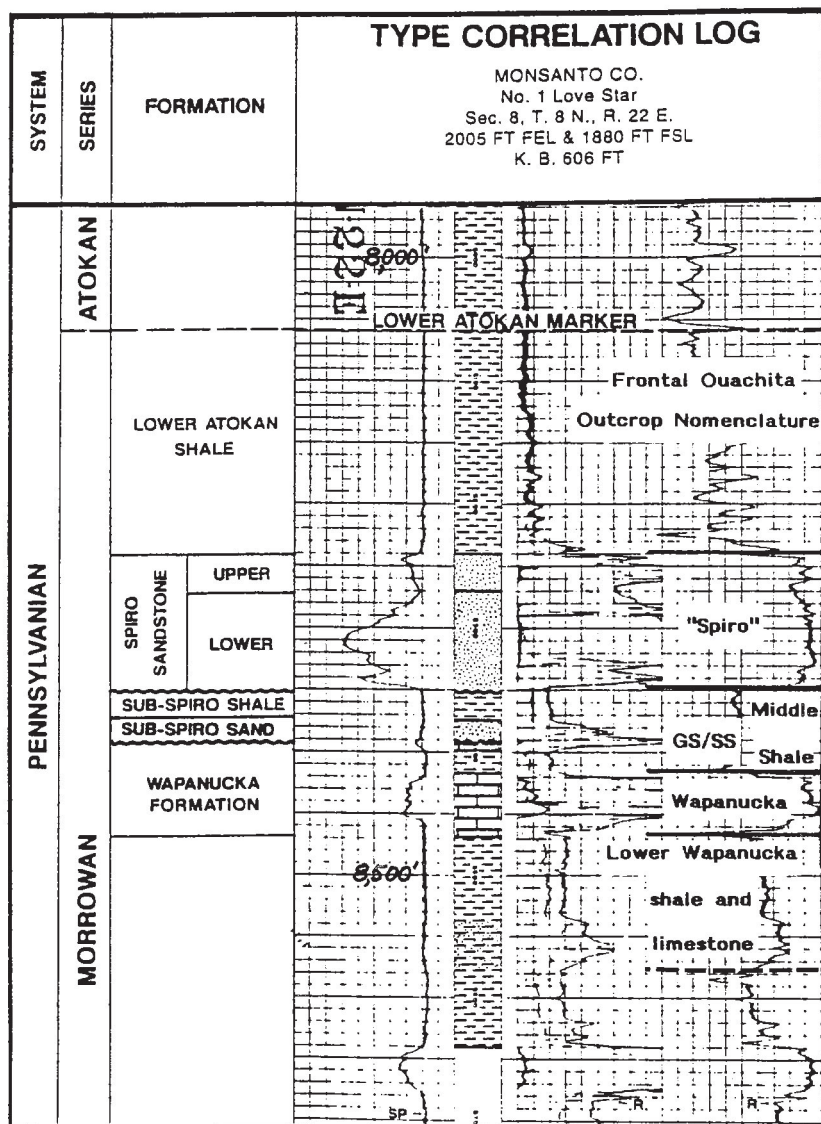 TYPE CORRELATION LOG
MONSANTO CO.
No. 1 Love Star
Sec. 8, T. 8 N., R. 22 E.
2005 FT FEL & 1880 FT FSL
K. B. 606 FT
SYSTEM
SERIES
FORMATION
PENNSYLVANIAN
ATOKAN
MORROWAN
8,000'
LOWER ATOKAN MARKER
LOWER ATOKAN
SHALE
Frontal Ouachita
Outcrop Nomenclature
SPIRO
SANDSTONE
UPPER
LOWER
"Spiro"
SUB-SPIRO SHALE
SUB-SPIRO SAND
Middle
GS/SS
Shale
WAPANUCKA
FORMATION
Wapanucka
8,500'
Lower Wapanucka
shale and
limestone
SP
R
R